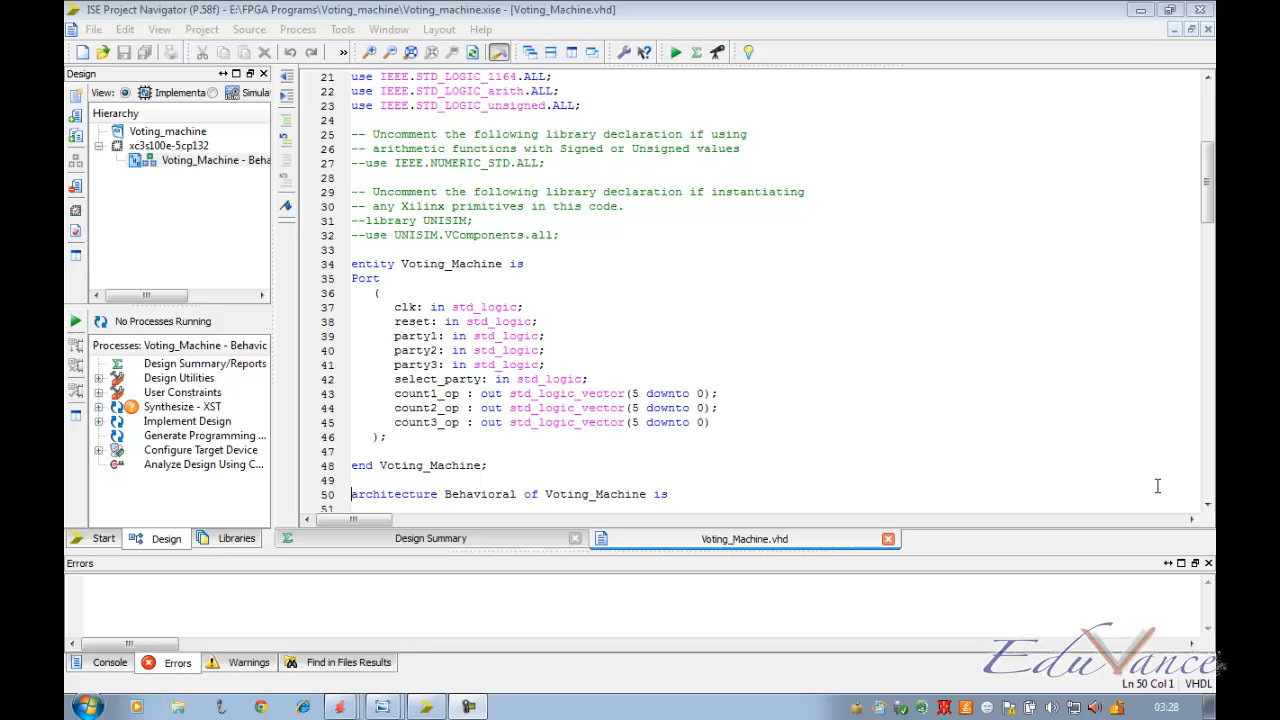 ISE Project Navigator (P.58f) - E:\FPGA Programs\Voting_machine\Voting_machine.xise - [Voting_Machine.vhd]
File Edit View Project Source Process Tools Window Layout Help
»
Design
View: Implementa Simulat
Hierarchy
Voting_machine
xc3s100e-5cp132
Voting_Machine - Beha
No Processes Running
Processes: Voting_Machine - Behavic
Design Summary/Reports
Design Utilities
User Constraints
Synthesize - XST
Implement Design
Generate Programming ...
Configure Target Device
Analyze Design Using C...
Start Design Libraries
21 use IEEE.STD_LOGIC_1164.ALL;
22 use IEEE.STD_LOGIC_arith.ALL;
23 use IEEE.STD_LOGIC_unsigned.ALL;
24
25 -- Uncomment the following library declaration if using
26 -- arithmetic functions with Signed or Unsigned values
27 --use IEEE.NUMERIC_STD.ALL;
28
29 -- Uncomment the following library declaration if instantiating
30 -- any Xilinx primitives in this code.
31 --library UNISIM;
32 --use UNISIM.VComponents.all;
33
34 entity Voting_Machine is
35 Port
36 (
37 clk: in std_logic;
38 reset: in std_logic;
39 party1: in std_logic;
40 party2: in std_logic;
41 party3: in std_logic;
42 select_party: in std_logic;
43 count1_op : out std_logic_vector(5 downto 0);
44 count2_op : out std_logic_vector(5 downto 0);
45 count3_op : out std_logic_vector(5 downto 0)
46 );
47
48 end Voting_Machine;
49
50 architecture Behavioral of Voting_Machine is
51
Design Summary Voting_Machine.vhd
Errors
Console Errors Warnings Find in Files Results
EduVance
Ln 50 Col 1 VHDL
03:28